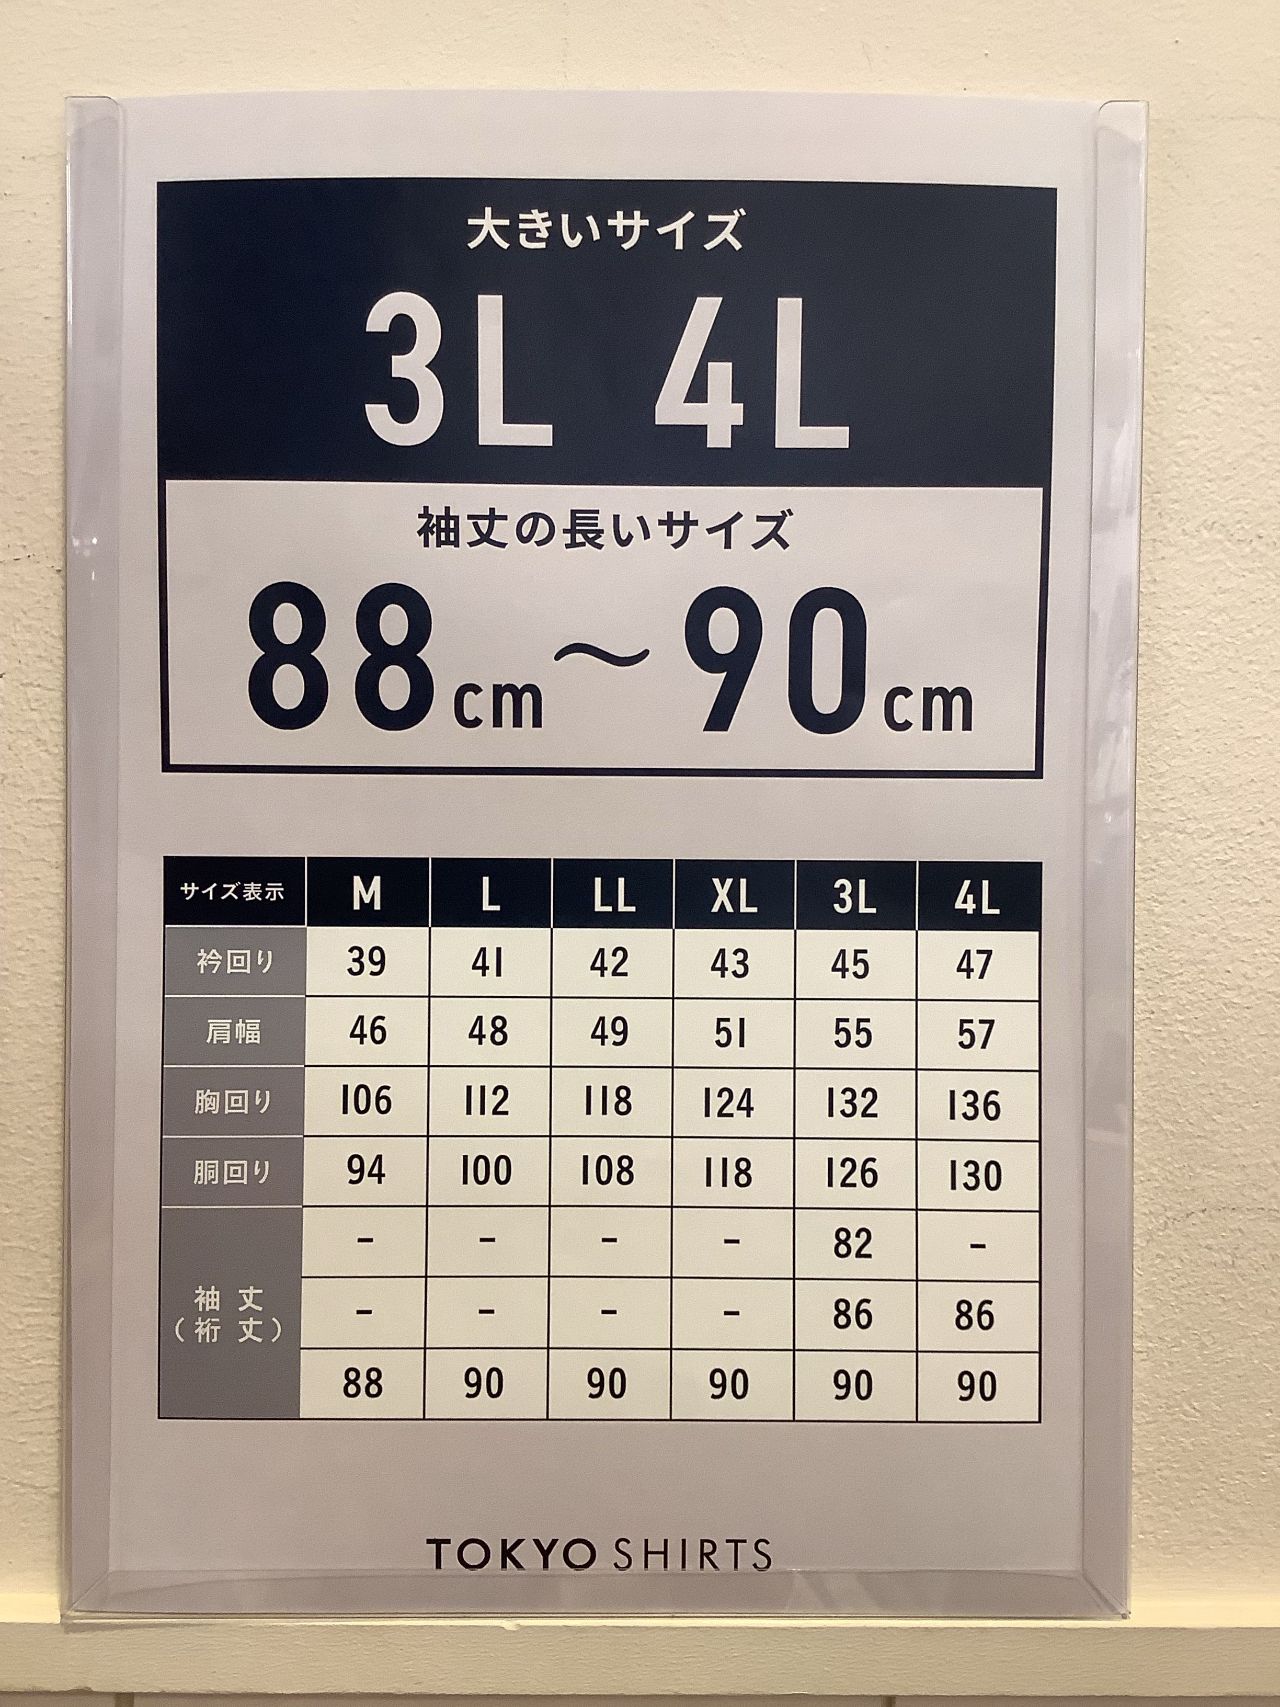 大きいサイズ
3L 4L
袖丈の長いサイズ
88cm～90cm
サイズ表示 M L LL XL 3L 4L
衿回り 39 41 42 43 45 47
肩幅 46 48 49 51 55 57
胸回り 106 112 118 124 132 136
胴回り 94 100 108 118 126 130
袖丈
(裄丈)
- - - - 82 -
- - - - 86 86
88 90 90 90 90 90
TOKYO SHIRTS